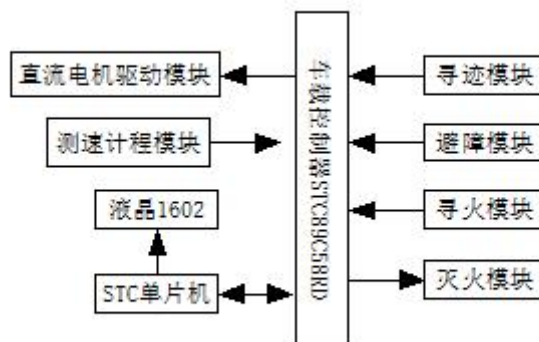 直流电机驱动模块
测速计程模块
液晶1602
STC单片机
车载控制器STC89C58RD
寻迹模块
避障模块
寻火模块
灭火模块